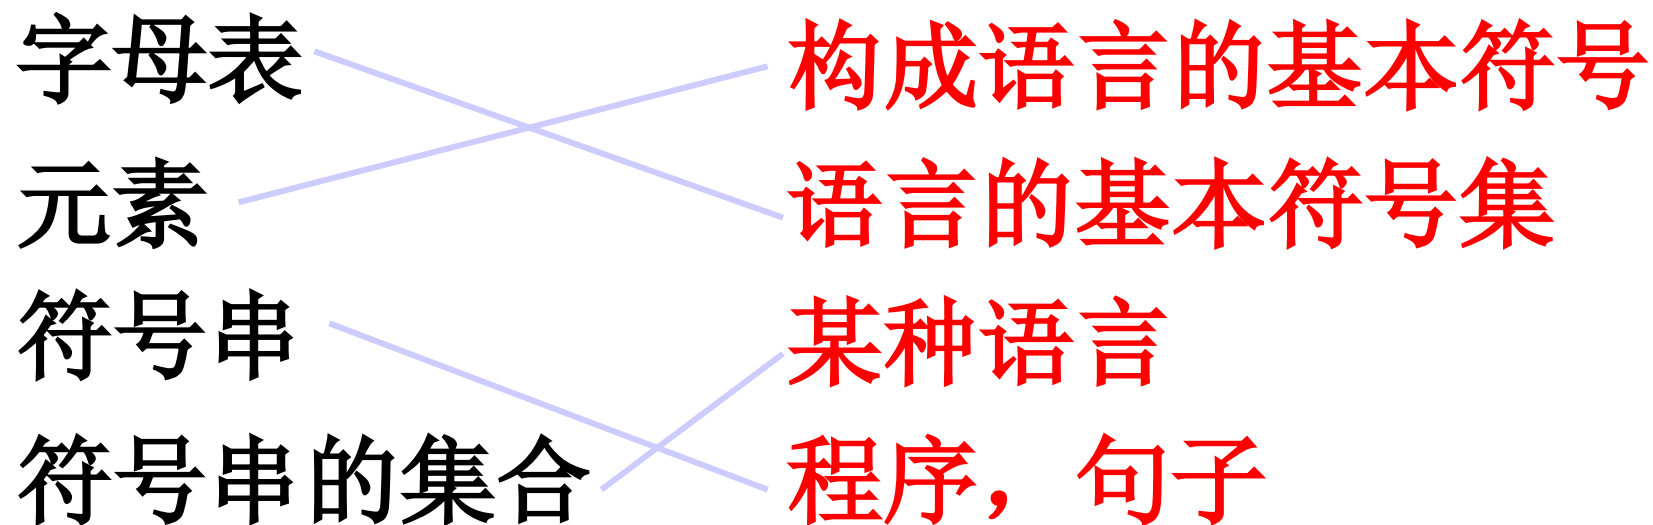 字母表 构成语言的基本符号
元素 语言的基本符号集
符号串 某种语言
符号串的集合 程序，句子